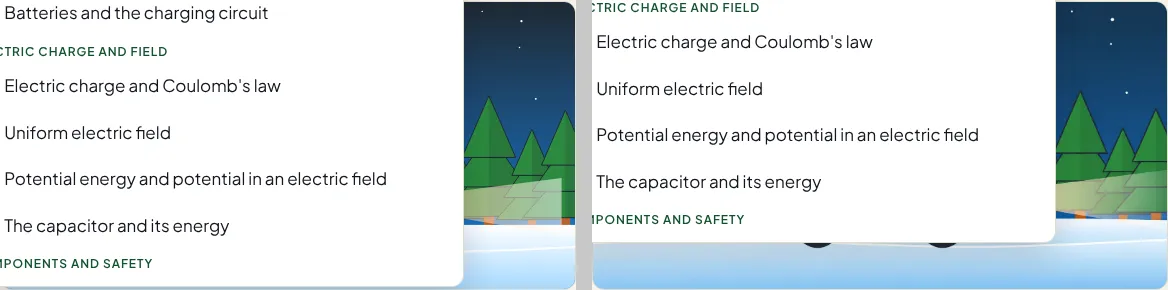 Batteries and the charging circuit
CTRIC CHARGE AND FIELD
Electric charge and Coulomb's law
Uniform electric field
Potential energy and potential in an electric field
The capacitor and its energy
MPONENTS AND SAFETY
CTRIC CHARGE AND FIELD
Electric charge and Coulomb's law
Uniform electric field
Potential energy and potential in an electric field
The capacitor and its energy
MPONENTS AND SAFETY